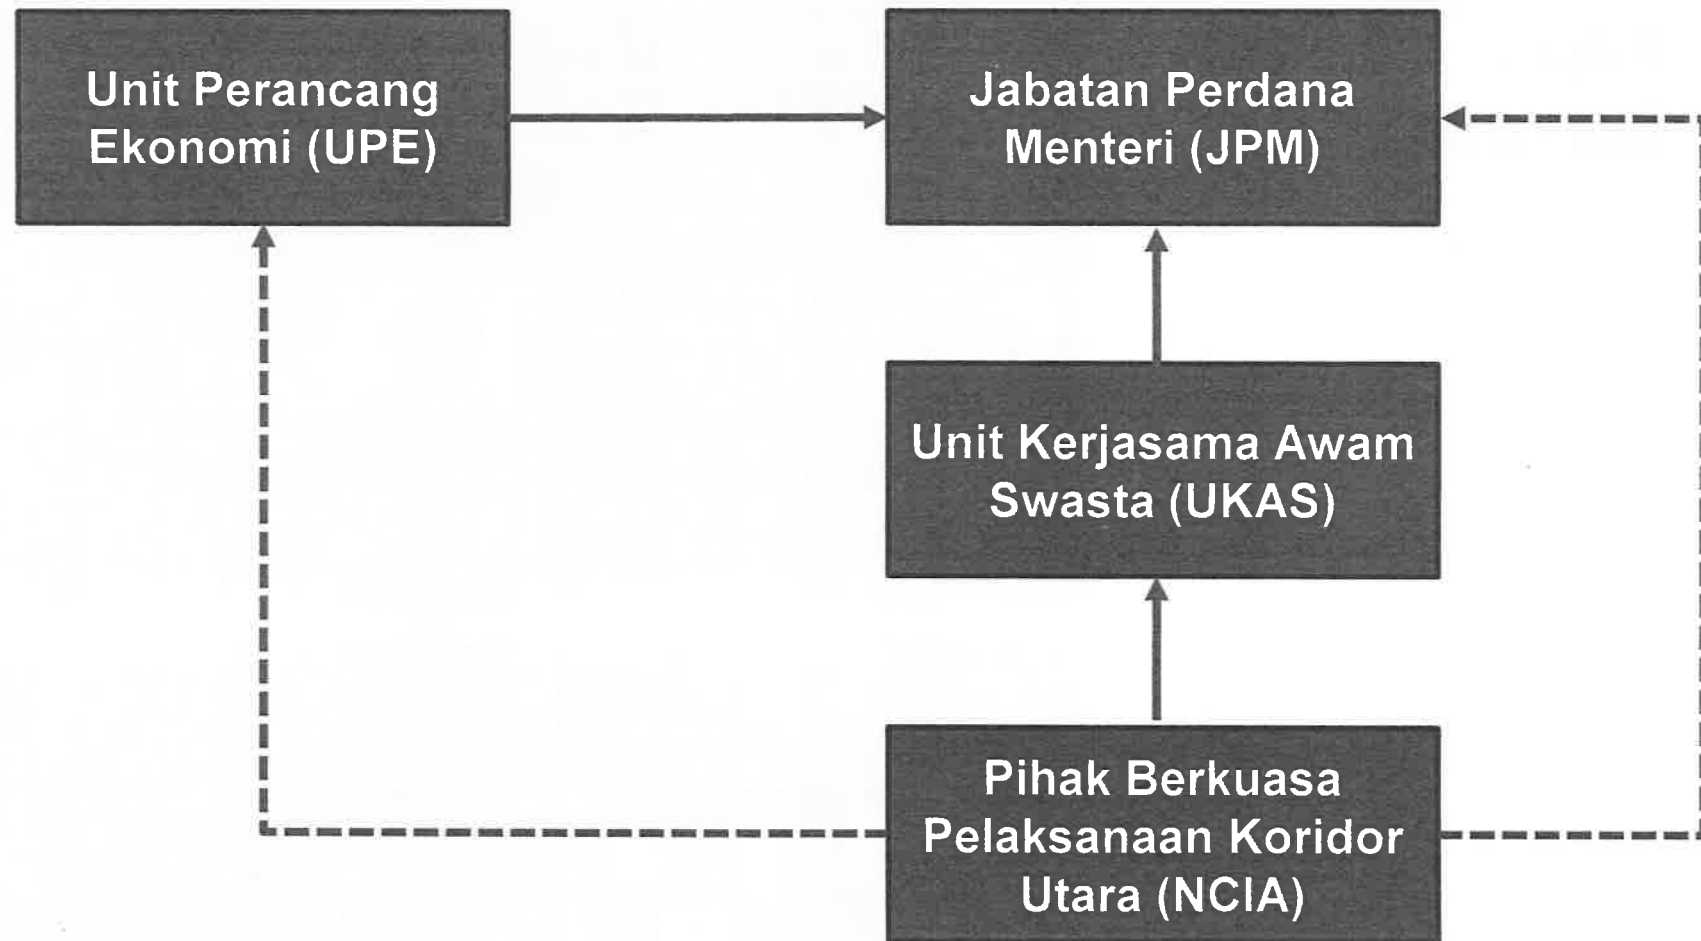 Unit Perancang
Ekonomi (UPE)
Jabatan Perdana
Menteri (JPM)
Unit Kerjasama Awam
Swasta (UKAS)
Pihak Berkuasa
Pelaksanaan Koridor
Utara (NCIA)